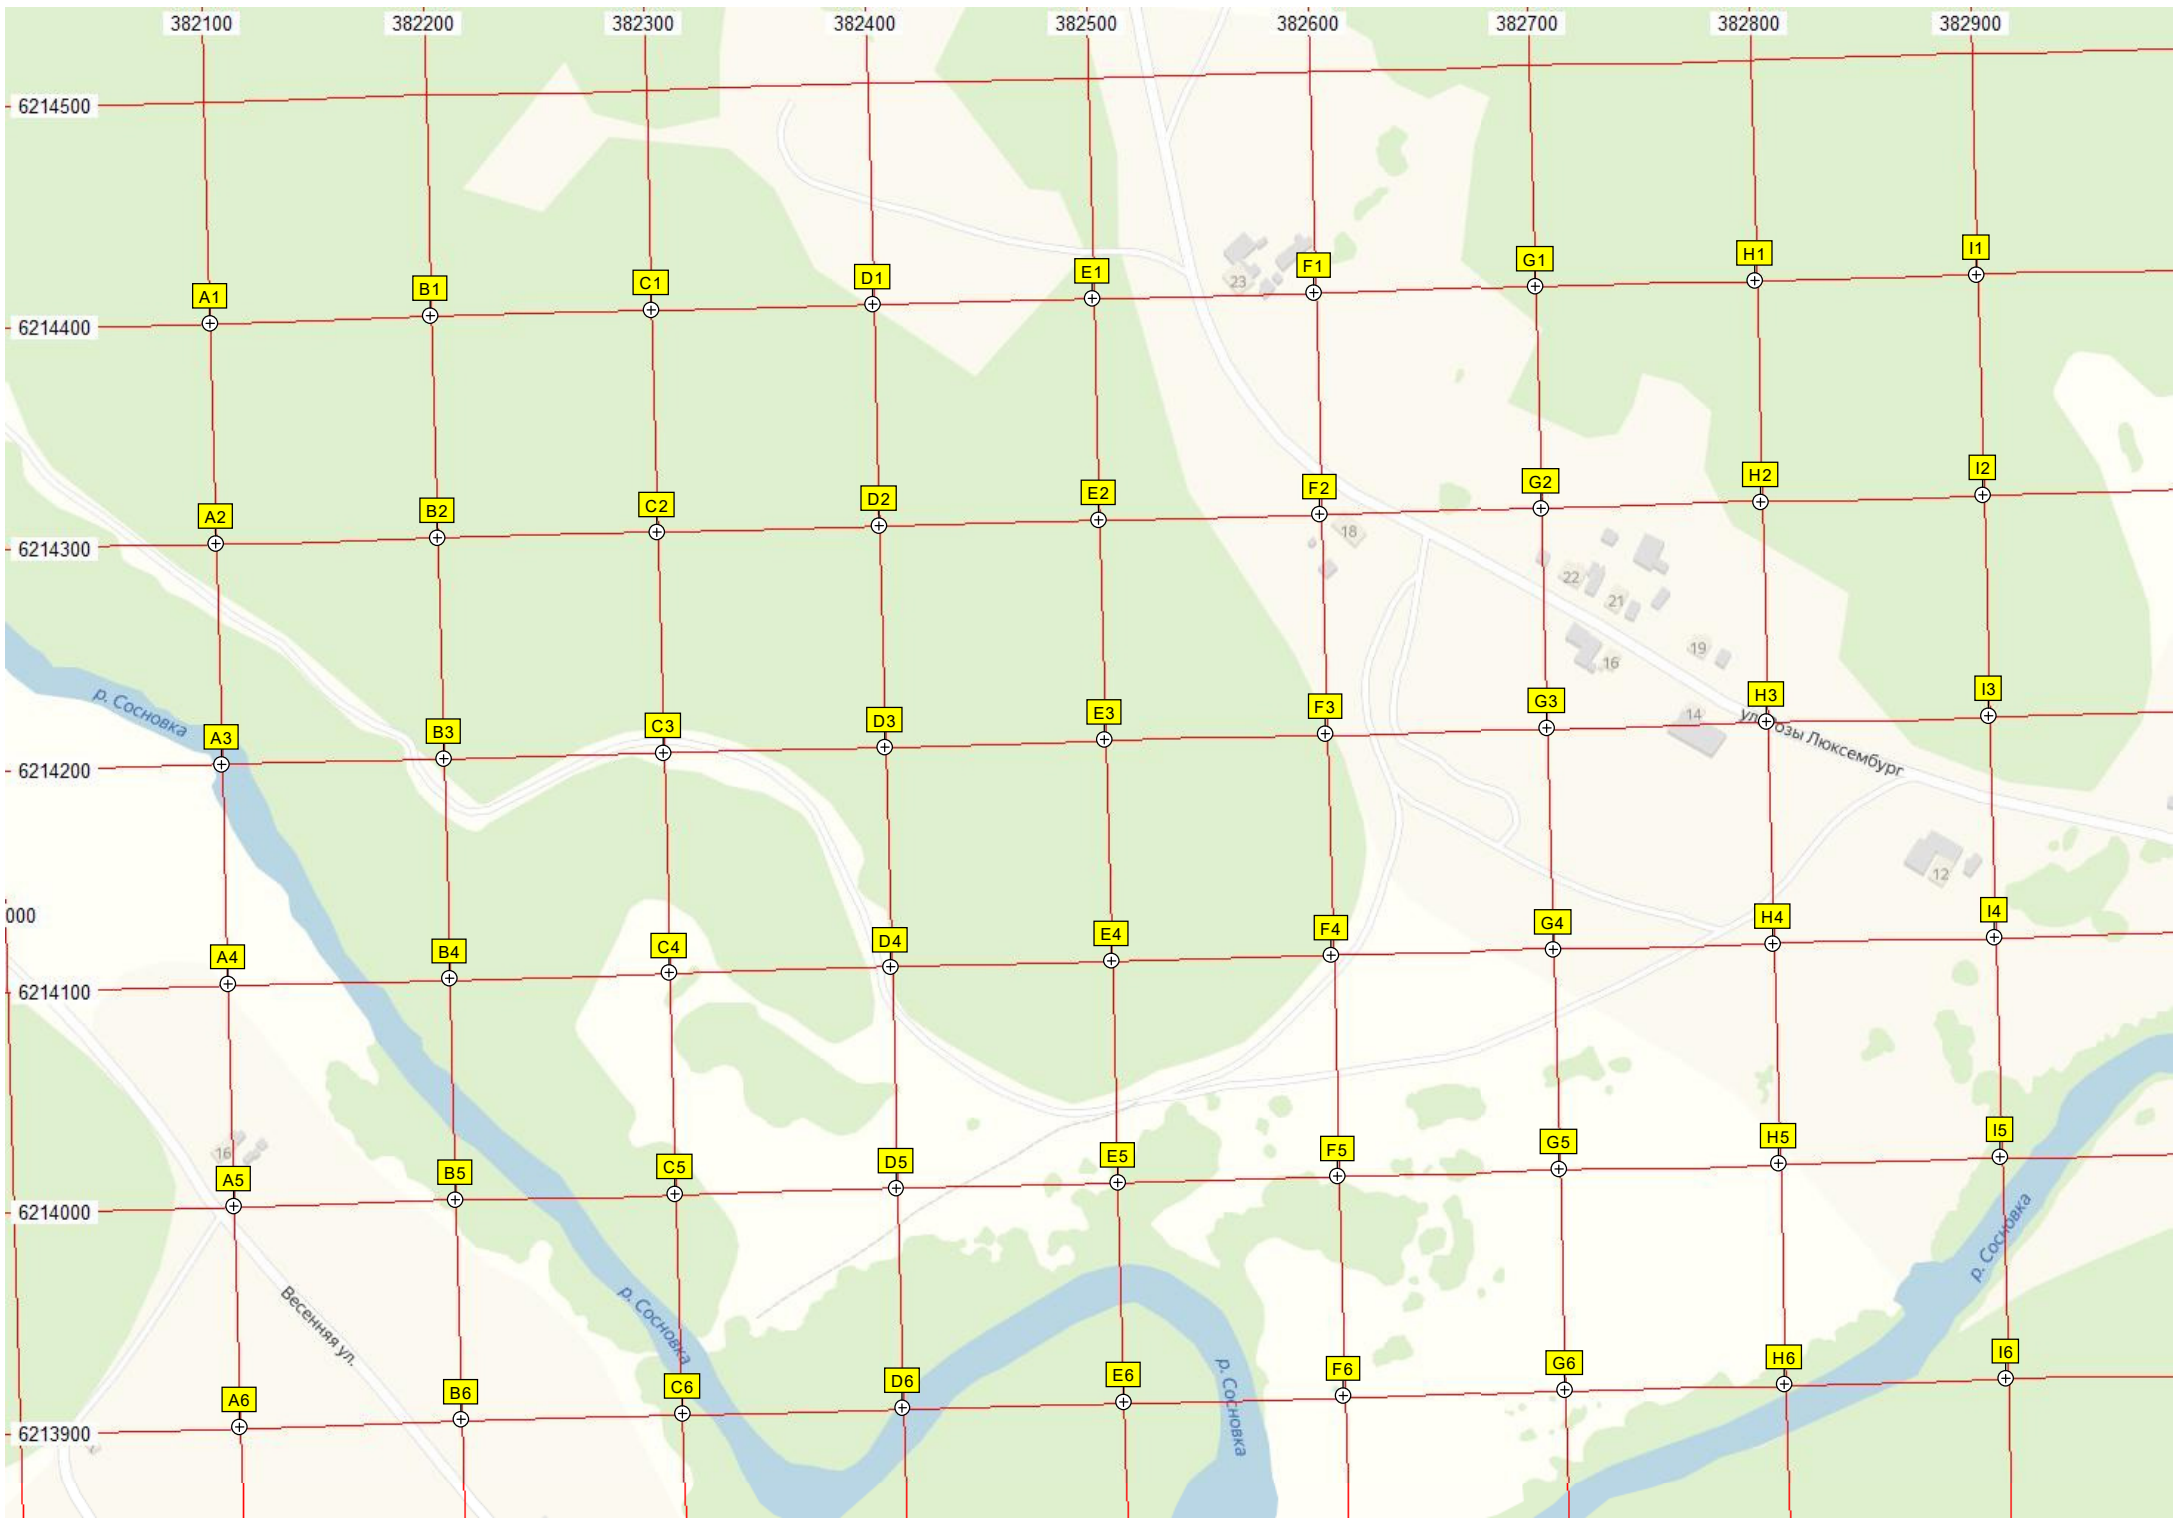 382100 382200 382300 382400 382500 382600 382700 382800 382900
6214500
23
A1 B1 C1 D1 E1 F1 G1 H1 I1
6214400
A2 B2 C2 D2 E2 F2 G2 H2 I2
18
6214300
22
21
19
16
р. Сосновка
A3 B3 C3 D3 E3 F3 G3 H3 I3
14
Люксембург
6214200
12
000
A4 B4 C4 D4 E4 F4 G4 H4 I4
6214100
16
A5 B5 C5 D5 E5 F5 G5 H5 I5
6214000
р. Сосновка
Весенняя ул.
р. Сосновка
р. Сосновка
A6 B6 C6 D6 E6 F6 G6 H6 I6
6213900